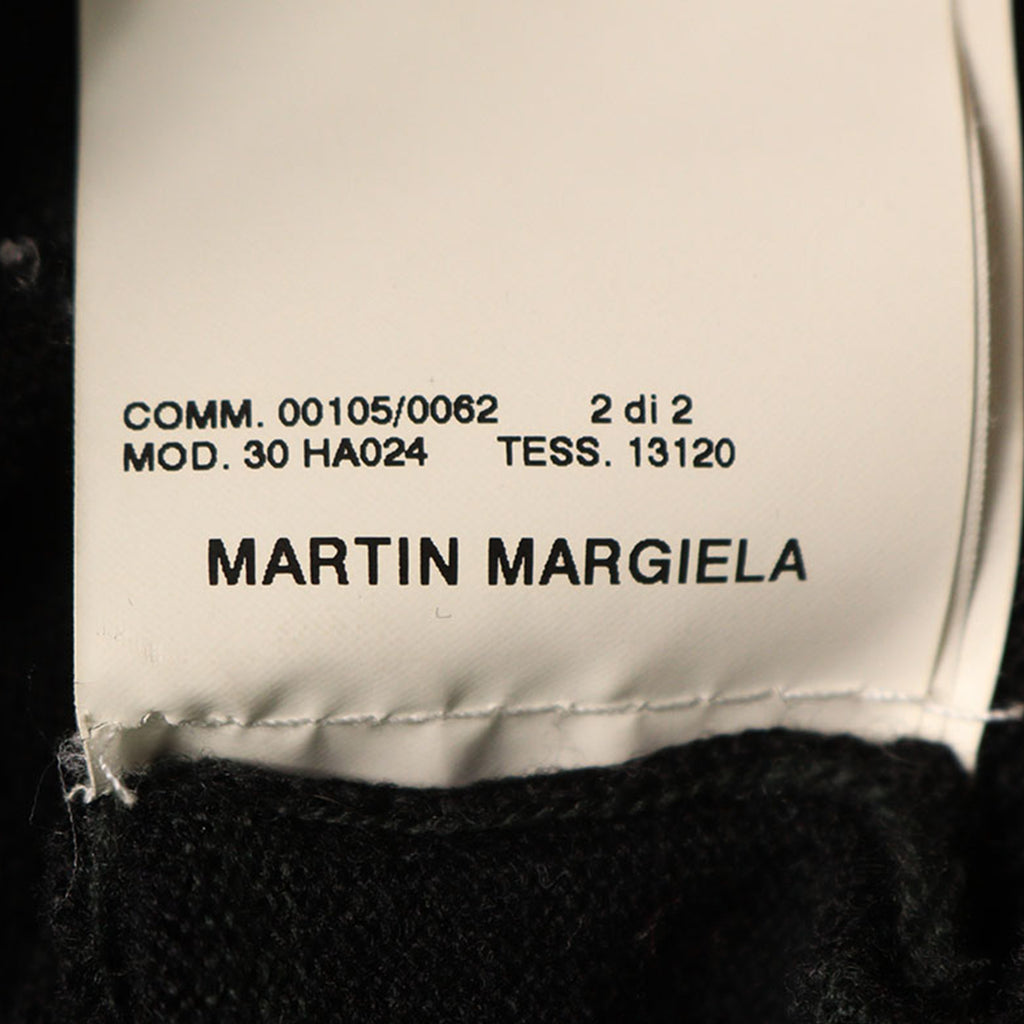 COMM. 00105/0062 2 di 2
MOD. 30 HA024 TESS. 13120
MARTIN MARGIELA